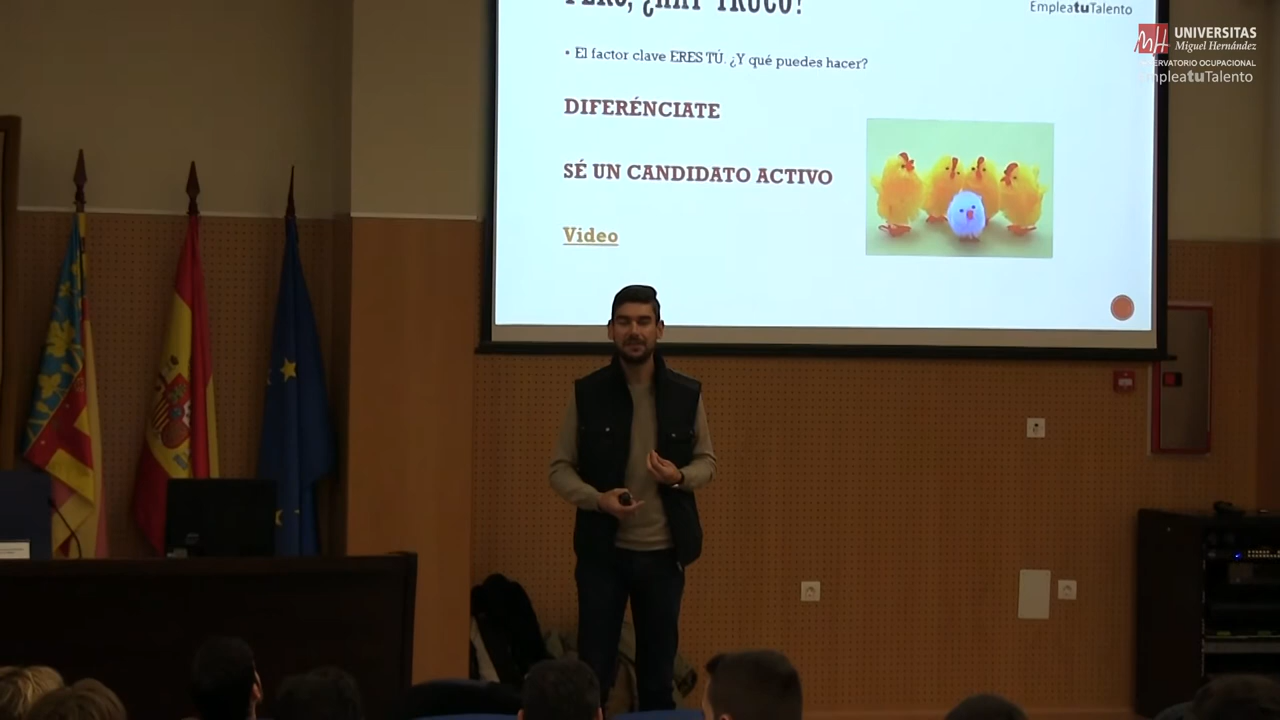 PERO, ¿HAY TRUCO?
EmpleatuTalento
• El factor clave ERES TÚ. ¿Y qué puedes hacer?
DIFERÉNCIATE
SÉ UN CANDIDATO ACTIVO
Video
UNIVERSITAS
Miguel Hernández
OBSERVATORIO OCUPACIONAL
EmpleatuTalento